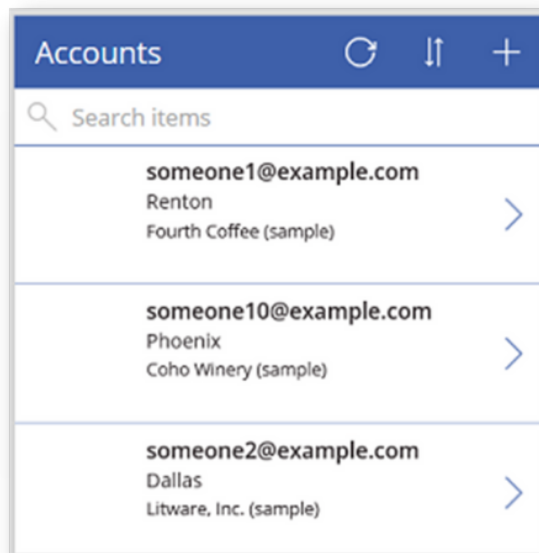 Accounts
Search items
someone1@example.com
Renton
Fourth Coffee (sample)
someone10@example.com
Phoenix
Coho Winery (sample)
someone2@example.com
Dallas
Litware, Inc. (sample)